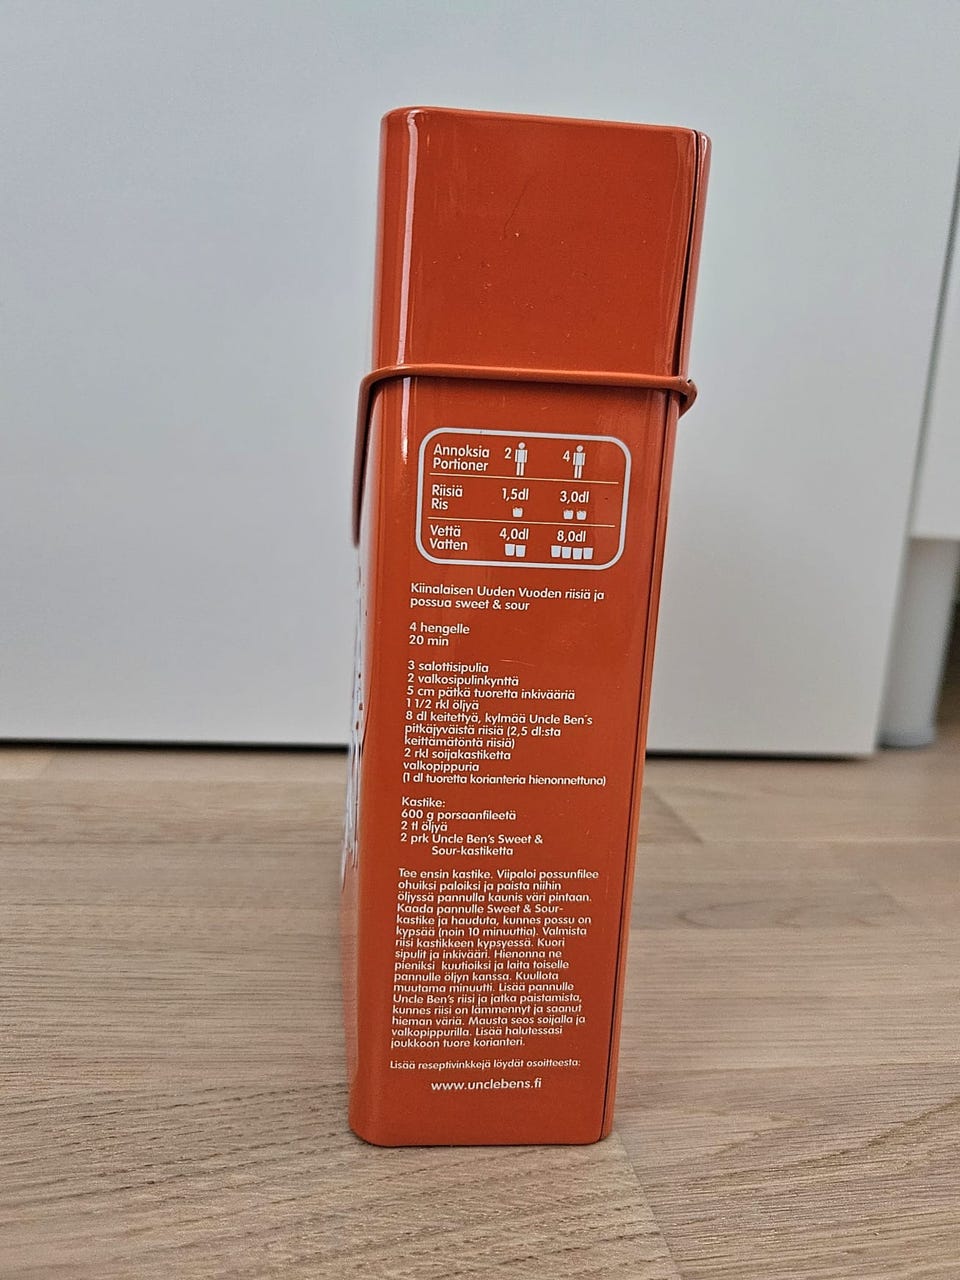 Annoksia 2 4
Portioner
Riisiä 1,5dl 3,0dl
Ris
Vettä 4,0dl 8,0dl
Vatten
Kiinalaisen Uuden Vuoden riisiä ja
possua sweet & sour
4 hengelle
20 min
3 salottisipulia
2 valkosipulinkynttä
5 cm pätkä tuoretta inkivääriä
1 1/2 rkl öljyä
8 dl keitettyä, kylmää Uncle Ben´s
pitkäjyväistä riisiä (2,5 dl:sta
keittämätöntä riisiä)
2 rkl soijakastiketta
valkopippuria
(1 dl tuoretta korianteria hienonnettuna)
Kastike:
600 g porsaanfileetä
2 tl öljyä
2 prk Uncle Ben's Sweet &
Sour-kastiketta
Tee ensin kastike. Viipaloi possunfilee
ohuiksi paloiksi ja paista niihin
öljyssä pannulla kaunis väri pintaan.
Kaada pannulle Sweet & Sour-
kastike ja hauduta, kunnes possu on
kypsää (noin 10 minuuttia). Valmista
riisi kastikkeen kypsyessä. Kuori
sipulit ja inkivääri. Hienonna ne
pieniksi kuutioiksi ja laita toiselle
pannulle öljyn kanssa. Kuullota
muutama minuutti. Lisää pannulle
Uncle Ben's riisi ja jatka paistamista,
kunnes riisi on lämmennyt ja saanut
hieman väriä. Mausta seos soijalla ja
valkopippurilla. Lisää halutessasi
joukkoon tuore korianteri.
Lisää reseptivinkkejä löydät osoitteesta:
www.unclebens.fi